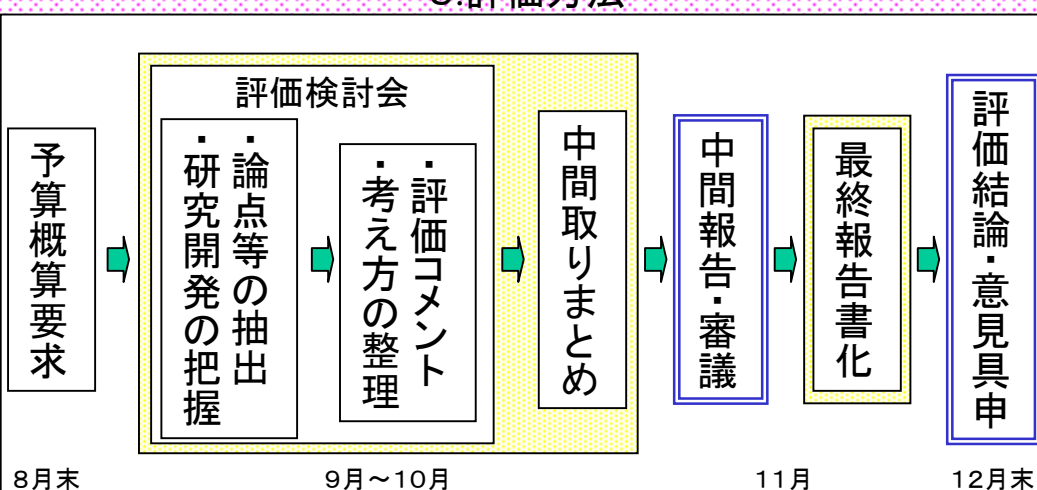 .評価方法
予算概算要求
評価検討会
・論点等の抽出
・研究開発の把握
・評価コメント
・考え方の整理
中間取りまとめ
中間報告・審議
最終報告書化
評価結論・意見具申
8月末
9月～10月
11月
12月末